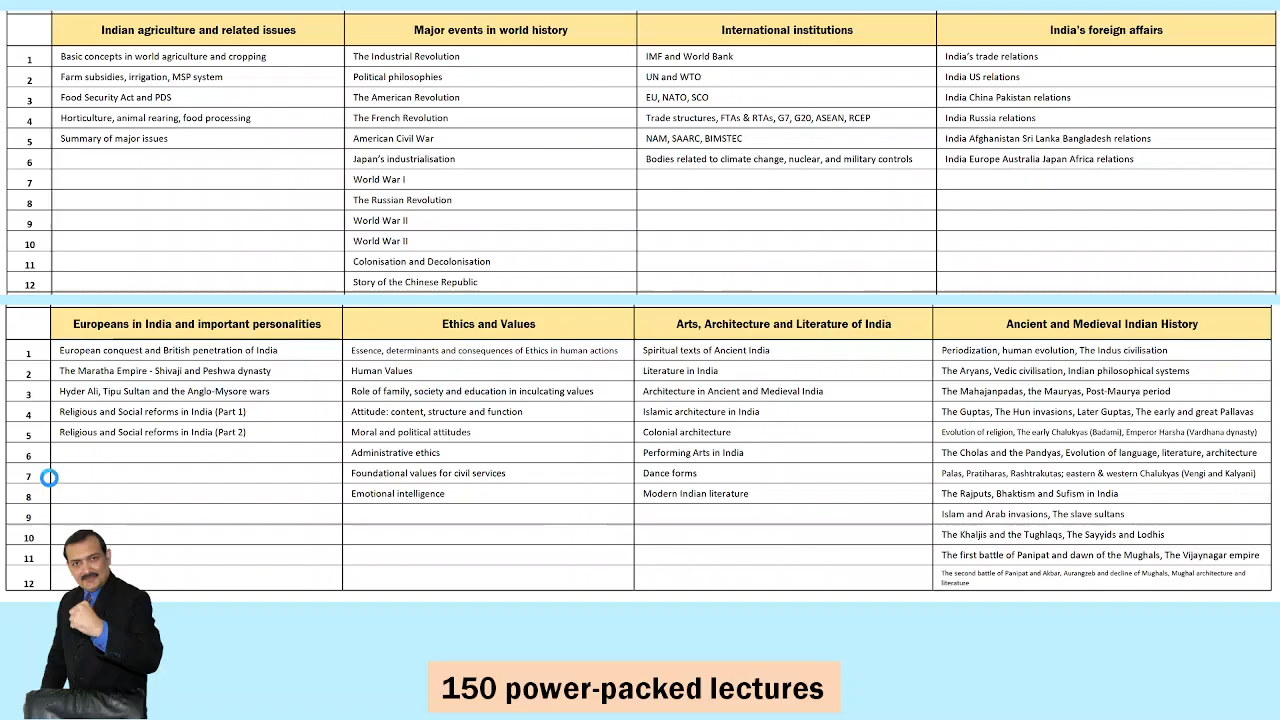 Indian agriculture and related issues Major events in world history International institutions India's foreign affairs
1 Basic concepts in world agriculture and cropping The Industrial Revolution IMF and World Bank India's trade relations
2 Farm subsidies, irrigation, MSP system Political philosophies UN and WTO India US relations
3 Food Security Act and PDS The American Revolution EU, NATO, SCO India China Pakistan relations
4 Horticulture, animal rearing, food processing The French Revolution Trade structures, FTAs & RTAs, G7, G20, ASEAN, RCEP India Russia relations
5 Summary of major issues American Civil War NAM, SAARC, BIMSTEC India Afghanistan Sri Lanka Bangladesh relations
6 Japan's industrialisation Bodies related to climate change, nuclear, and military controls India Europe Australia Japan Africa relations
7 World War I
8 The Russian Revolution
9 World War II
10 World War II
11 Colonisation and Decolonisation
12 Story of the Chinese Republic
Europeans in India and important personalities Ethics and Values Arts, Architecture and Literature of India Ancient and Medieval Indian History
1 European conquest and British penetration of India Essence, determinants and consequences of Ethics in human actions Spiritual texts of Ancient India Periodization, human evolution, The Indus civilisation
2 The Maratha Empire - Shivaji and Peshwa dynasty Human Values Literature in India The Aryans, Vedic civilisation, Indian philosophical systems
3 Hyder Ali, Tipu Sultan and the Anglo-Mysore wars Role of family, society and education in inculcating values Architecture in Ancient and Medieval India The Mahajanpadas, the Mauryas, Post-Maurya period
4 Religious and Social reforms in India (Part 1) Attitude: content, structure and function Islamic architecture in India The Guptas, The Hun invasions, Later Guptas, The early and great Pallavas
5 Religious and Social reforms in India (Part 2) Moral and political attitudes Colonial architecture Evolution of religion, The early Chalukyas (Badami), Emperor Harsha (Vardhana dynasty)
6 Administrative ethics Performing Arts in India The Cholas and the Pandyas, Evolution of language, literature, architecture
7 Foundational values for civil services Dance forms Palas, Pratiharas, Rashtrakutas; eastern & western Chalukyas (Vengi and Kalyani)
8 Emotional intelligence Modern Indian literature The Rajputs, Bhaktism and Sufism in India
9 Islam and Arab invasions, The slave sultans
10 The Khaljis and the Tughlaqs, The Sayyids and Lodhis
11 The first battle of Panipat and dawn of the Mughals, The Vijaynagar empire
12 The second battle of Panipat and Akbar, Aurangzeb and decline of Mughals, Mughal architecture and
literature
150 power-packed lectures